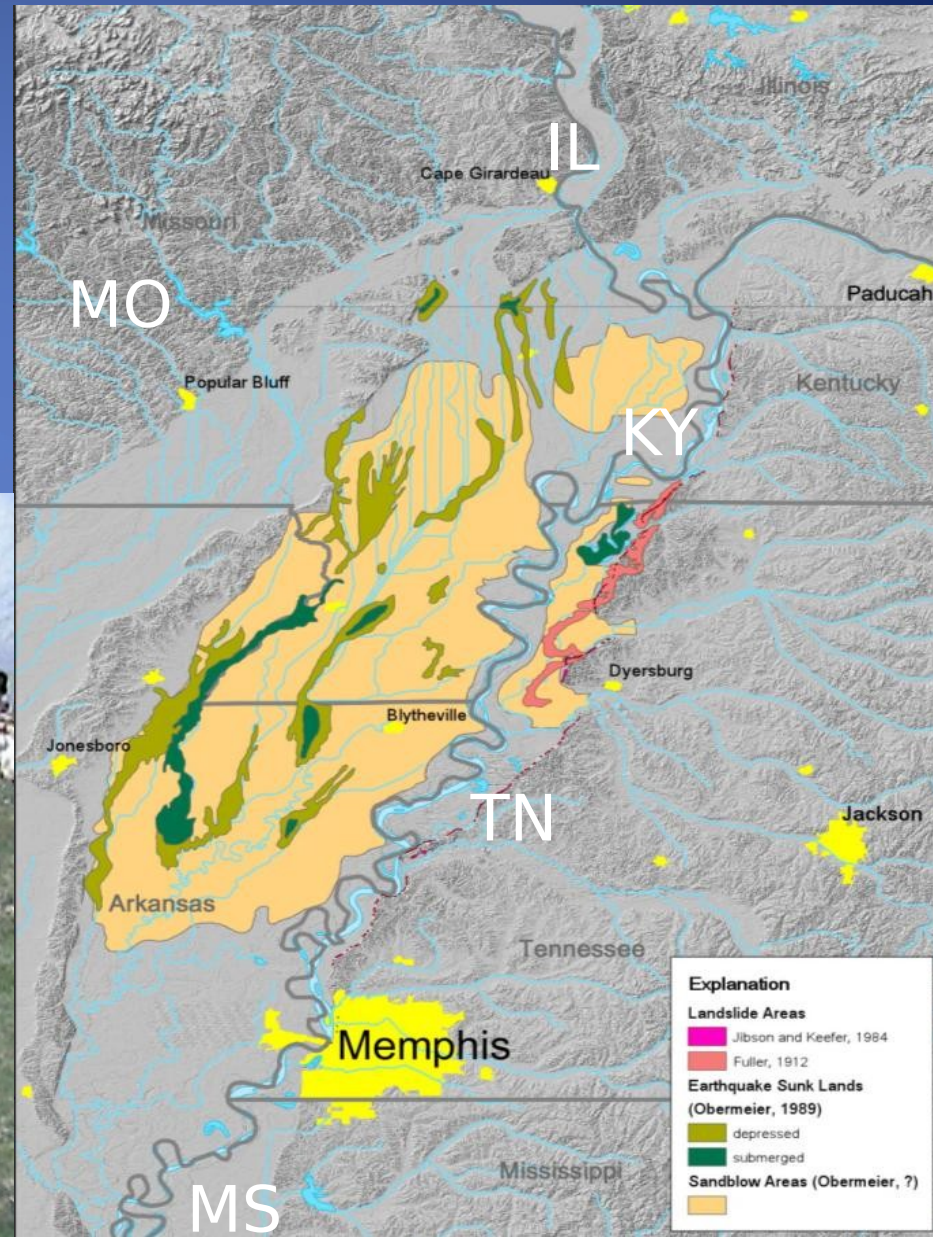 Illinois
IL
Cape Girardeau
Missouri
MO
Paducah
Popular Bluff
Kentucky
KY
Dyersburg
Blytheville
Jonesboro
TN
Jackson
Arkansas
Tennessee
Memphis
Mississippi
MS
Explanation
Landslide Areas
Jibson and Keefer, 1984
Fuller, 1912
Earthquake Sunk Lands
(Obermeier, 1989)
depressed
submerged
Sandblow Areas (Obermeier, ?)